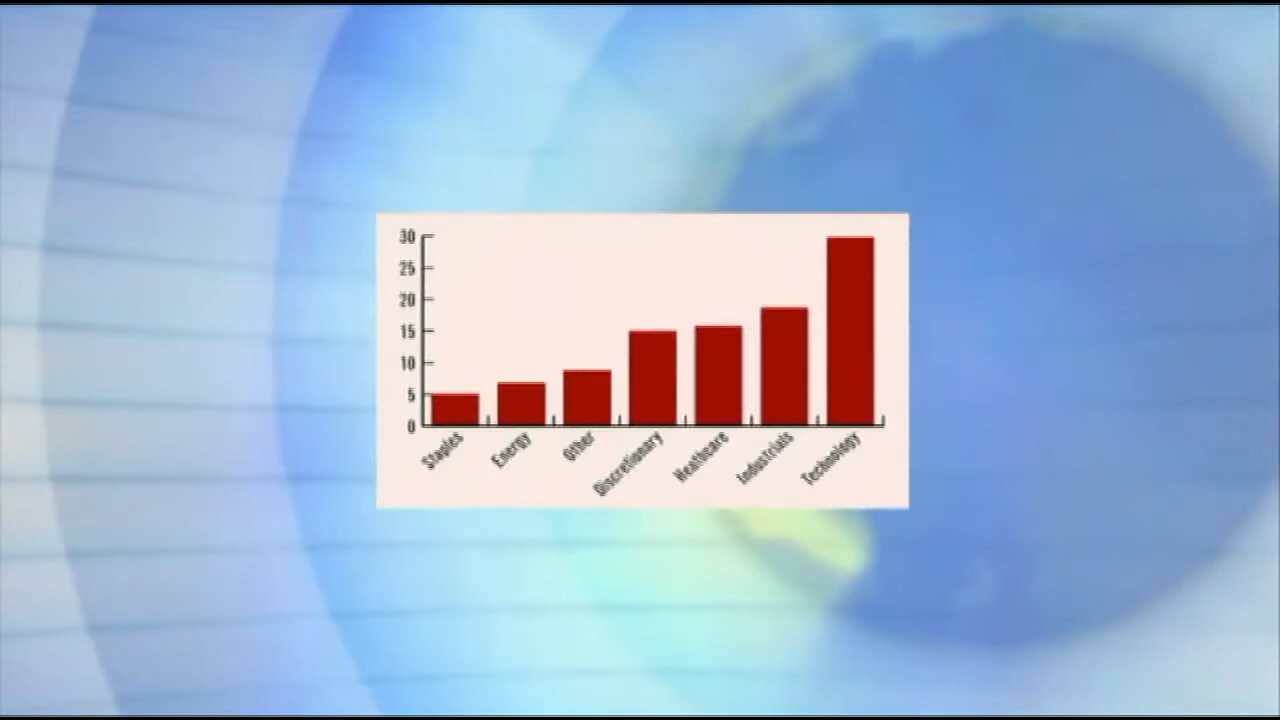 30
25
20
15
10
5
0
Staples
Energy
Other
Discretionary
Healthcare
Industrials
Technology